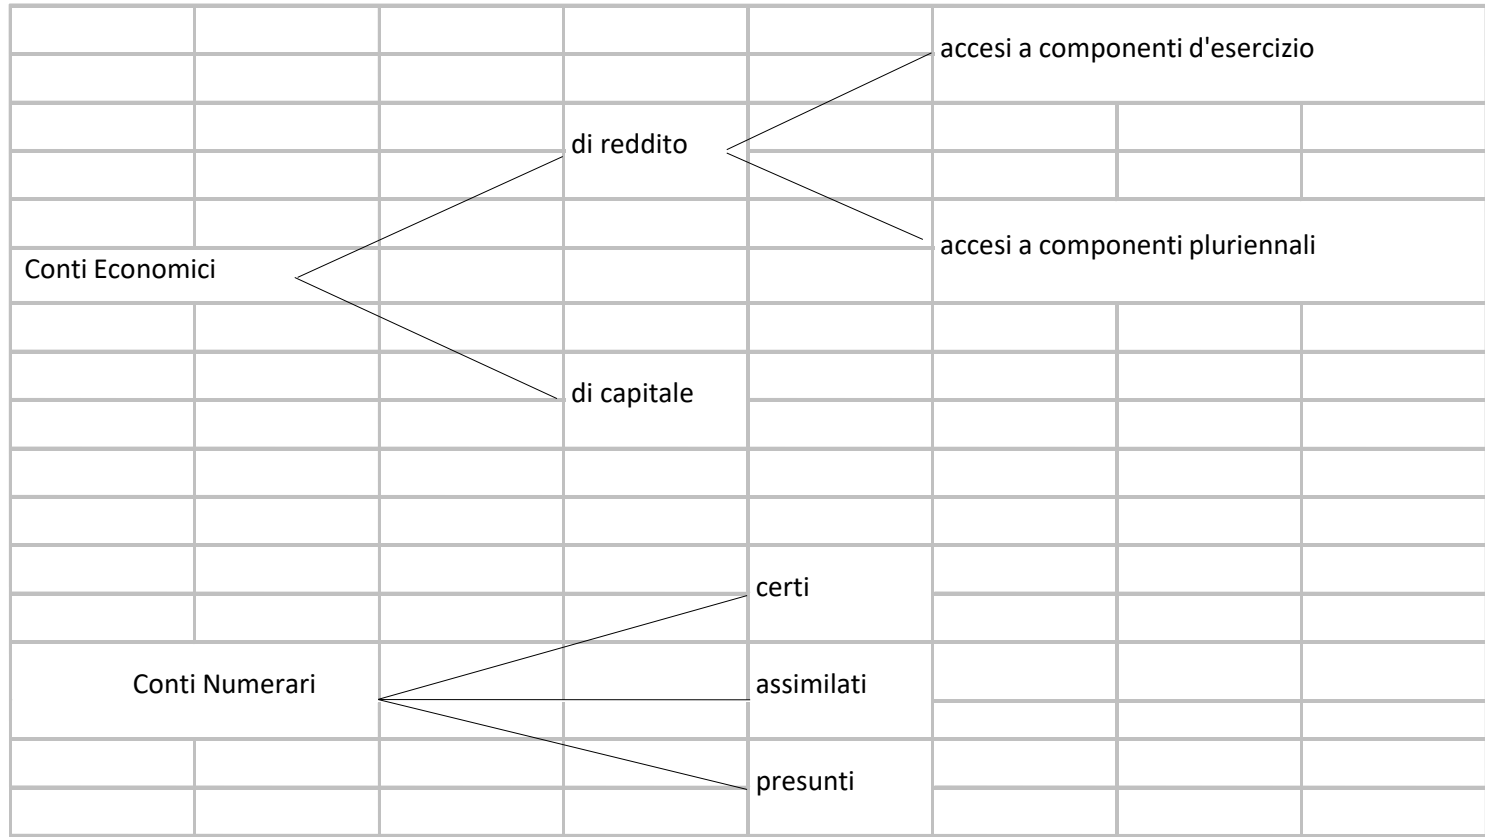 accesi a componenti d'esercizio
di reddito
accesi a componenti pluriennali
Conti Economici
di capitale
certi
Conti Numerari
assimilati
presunti